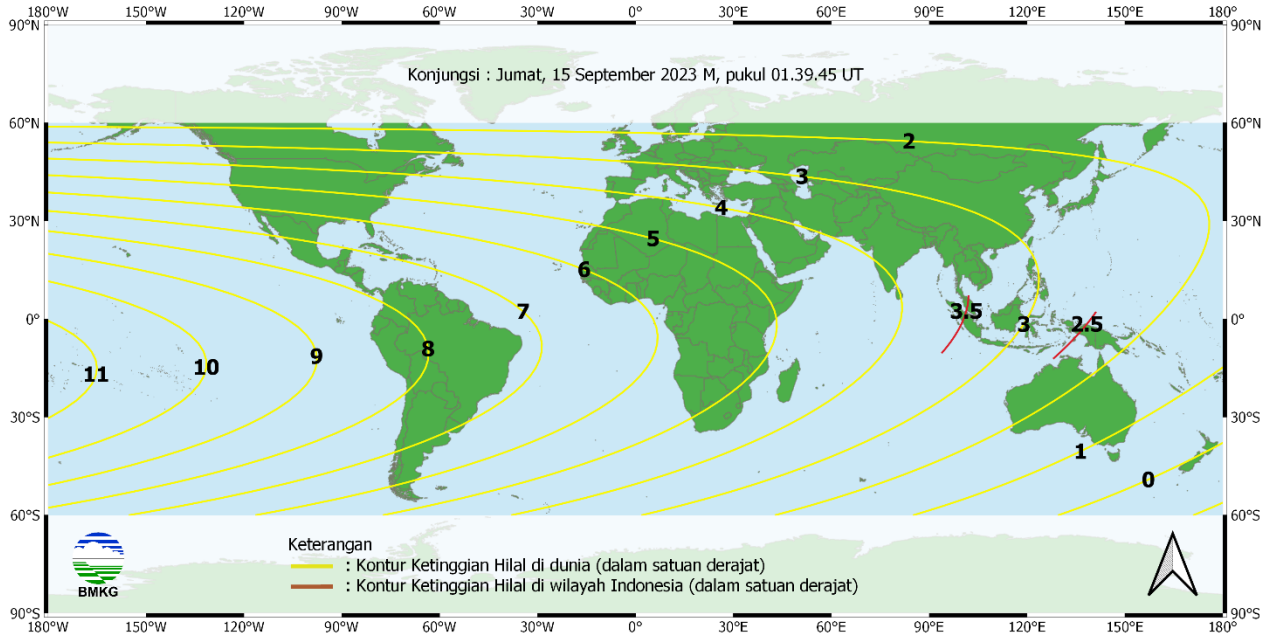 180°W 150°W 120°W 90°W 60°W 30°W 0° 30°E 60°E 90°E 120°E 150°E 180°
90°N 90°N
Konjungsi : Jumat, 15 September 2023 M, pukul 01.39.45 UT
60°N 60°N
2
3
4
30°N 30°N
5
6
7 3.5
0° 3 2.5 0°
8
9
10
11
30°S 30°S
1
0
60°S 60°S
Keterangan
: Kontur Ketinggian Hilal di dunia (dalam satuan derajat)
: Kontur Ketinggian Hilal di wilayah Indonesia (dalam satuan derajat)
BMKG
90°S 90°S
180°W 150°W 120°W 90°W 60°W 30°W 0° 30°E 60°E 90°E 120°E 150°E 180°